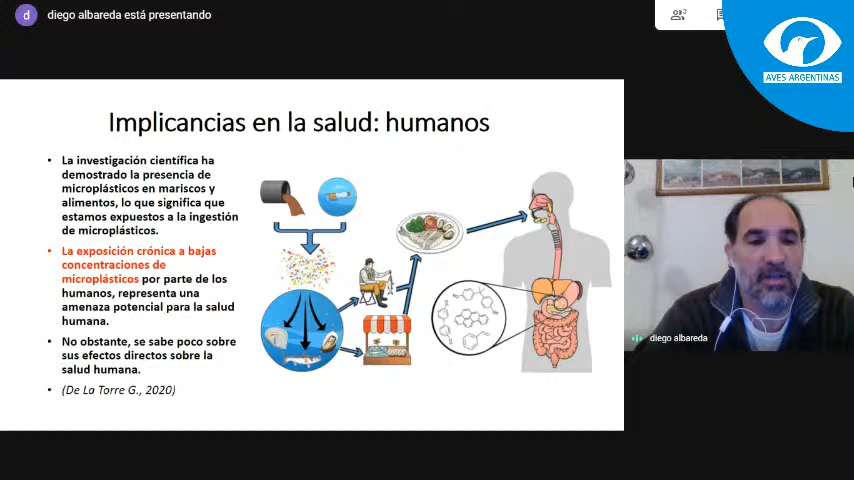 d diego albareda está presentando
3
AVES ARGENTINAS
Implicancias en la salud: humanos
• La investigación científica ha
demostrado la presencia de
microplásticos en mariscos y
alimentos, lo que significa que
estamos expuestos a la ingestión
de microplásticos.
• La exposición crónica a bajas
concentraciones de
microplásticos por parte de los
humanos, representa una
amenaza potencial para la salud
humana.
• No obstante, se sabe poco sobre
sus efectos directos sobre la
salud humana.
• (De La Torre G., 2020)
diego albareda